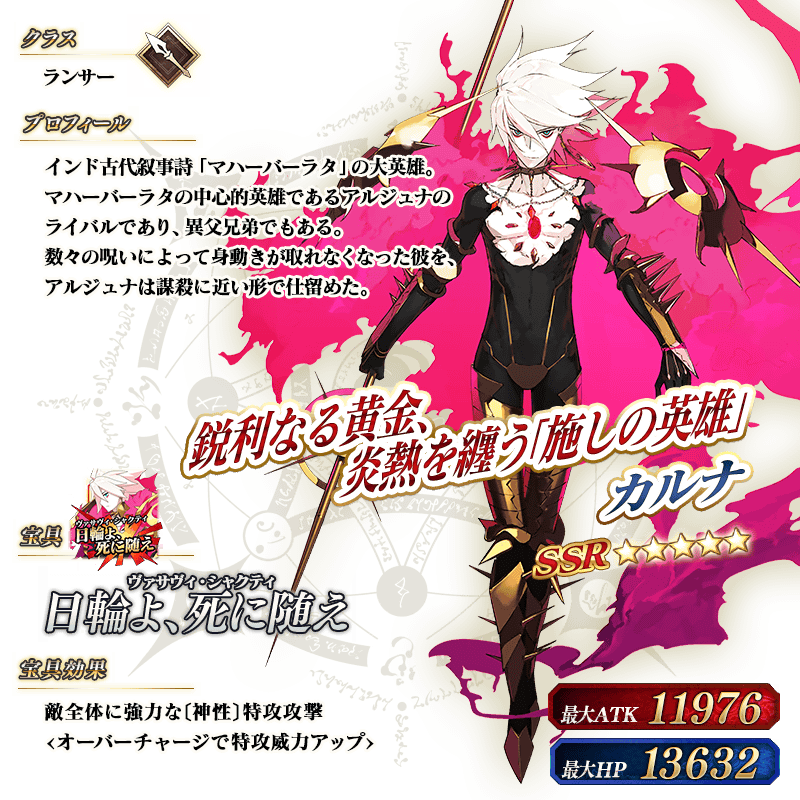 クラス
ランサー
プロフィール
インド古代叙事詩「マハーバーラタ」の大英雄。
マハーバーラタの中心的英雄であるアルジュナの
ライバルであり、異父兄弟でもある。
数々の呪いによって身動きが取れなくなった彼を、
アルジュナは謀殺に近い形で仕留めた。
鋭利なる黄金、
炎熱を纏う「施しの英雄」
カルナ
SSR ★★★★★
宝具
ヴァサヴィ・シャクティ
日輪よ、
死に随え
ヴァサヴィ・シャクティ
日輪よ、死に随え
宝具効果
敵全体に強力な〔神性〕特攻攻撃
<オーバーチャージで特攻威力アップ>
最大ATK 11976
最大HP 13632